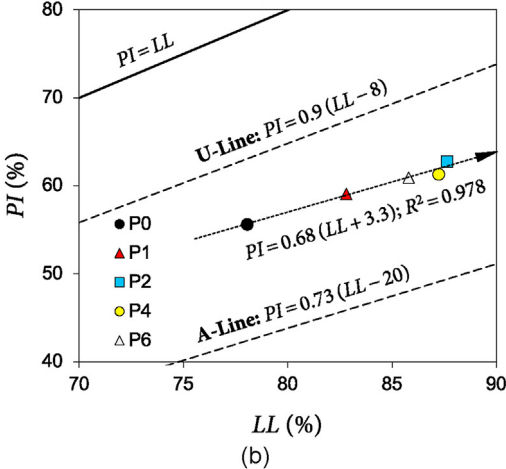 80
70
60
50
40
PI (%)
PI = LL
U-Line: PI = 0.9 (LL – 8)
PI = 0.68 (LL + 3.3); R² = 0.978
A-Line: PI = 0.73 (LL – 20)
P0
P1
P2
P4
P6
70 75 80 85 90
LL (%)
(b)